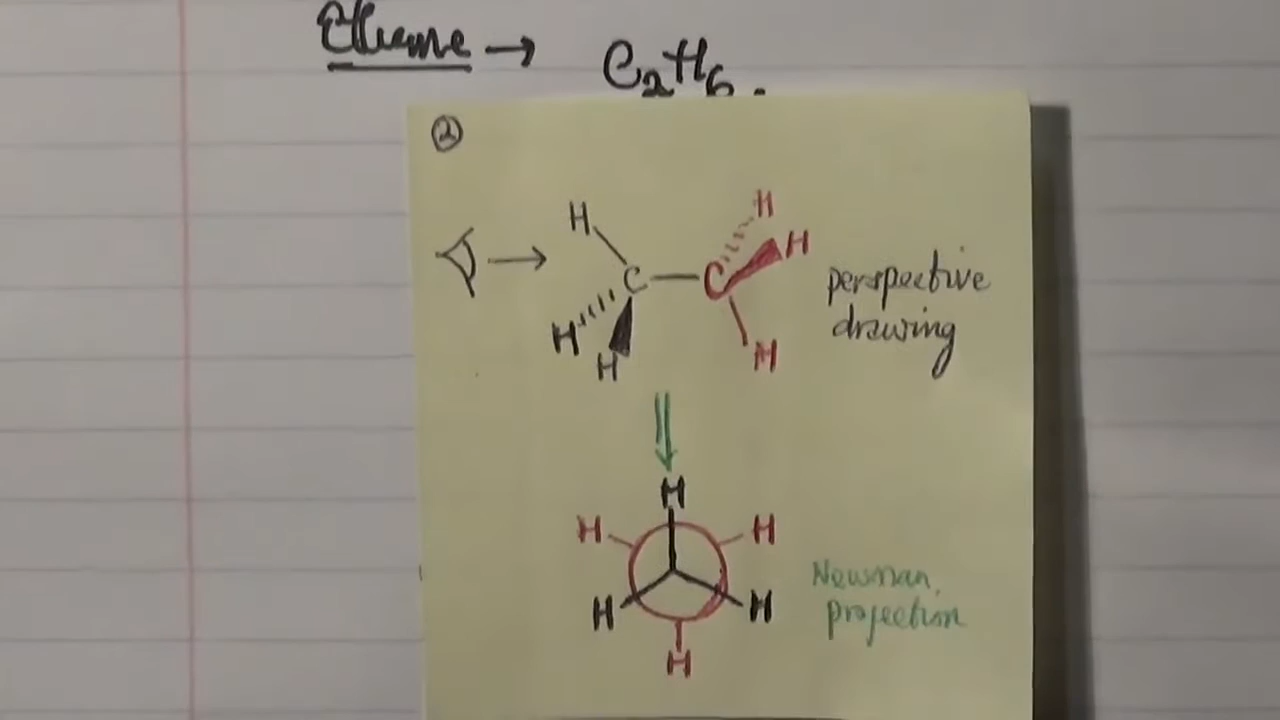 Ethane → C₂H₆.
②
H H
H
C — C
H
H
H
perspective
drawing
H
H H
H H
H
Newman
projection